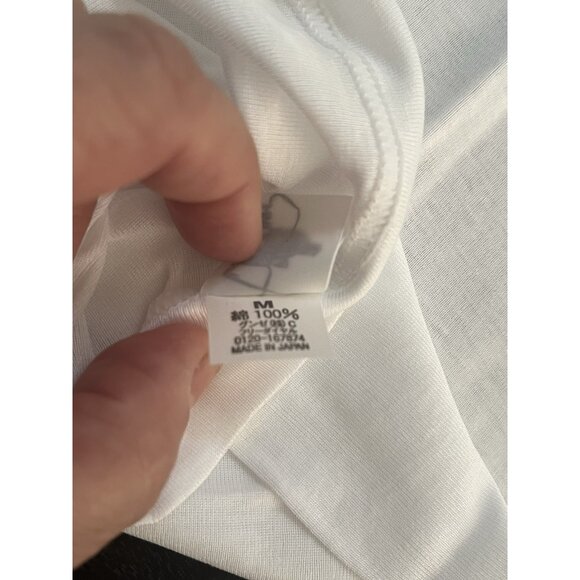 M
綿 100%
グンゼ(株) C
フリーダイヤル
0120-167874
MADE IN JAPAN